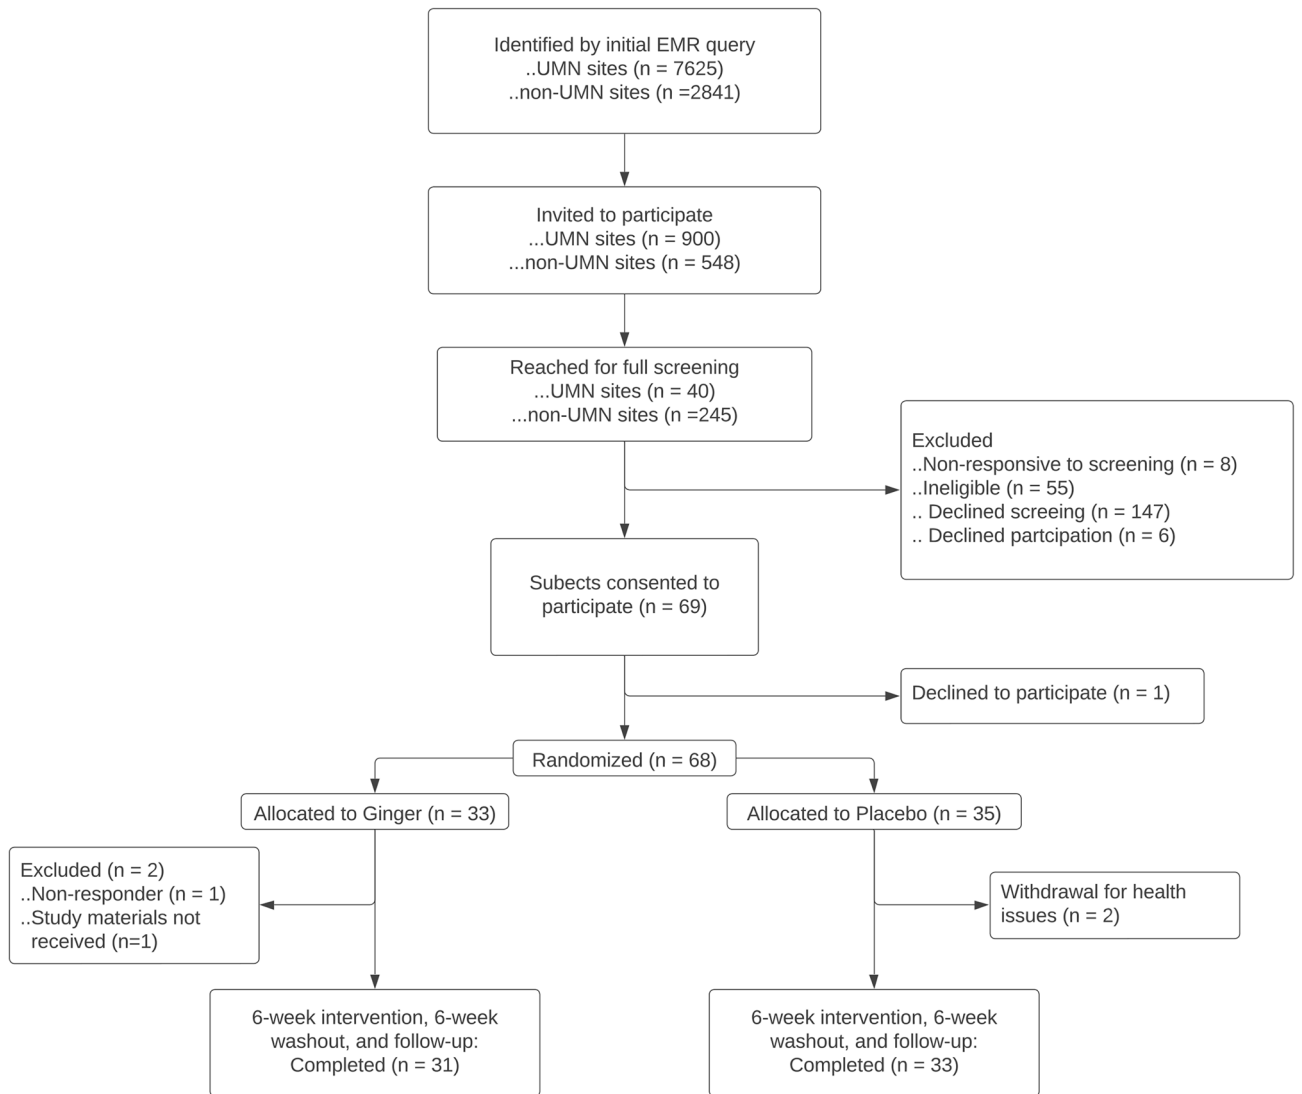 Identified by initial EMR query
..UMN sites (n = 7625)
..non-UMN sites (n =2841)
Invited to participate
...UMN sites (n = 900)
...non-UMN sites (n = 548)
Reached for full screening
...UMN sites (n = 40)
...non-UMN sites (n =245)
Excluded
..Non-responsive to screening (n = 8)
..Ineligible (n = 55)
.. Declined screeing (n = 147)
.. Declined partcipation (n = 6)
Subects consented to
participate (n = 69)
Declined to participate (n = 1)
Randomized (n = 68)
Allocated to Ginger (n = 33)
Allocated to Placebo (n = 35)
Excluded (n = 2)
..Non-responder (n = 1)
..Study materials not
received (n=1)
Withdrawal for health
issues (n = 2)
6-week intervention, 6-week
washout, and follow-up:
Completed (n = 31)
6-week intervention, 6-week
washout, and follow-up:
Completed (n = 33)